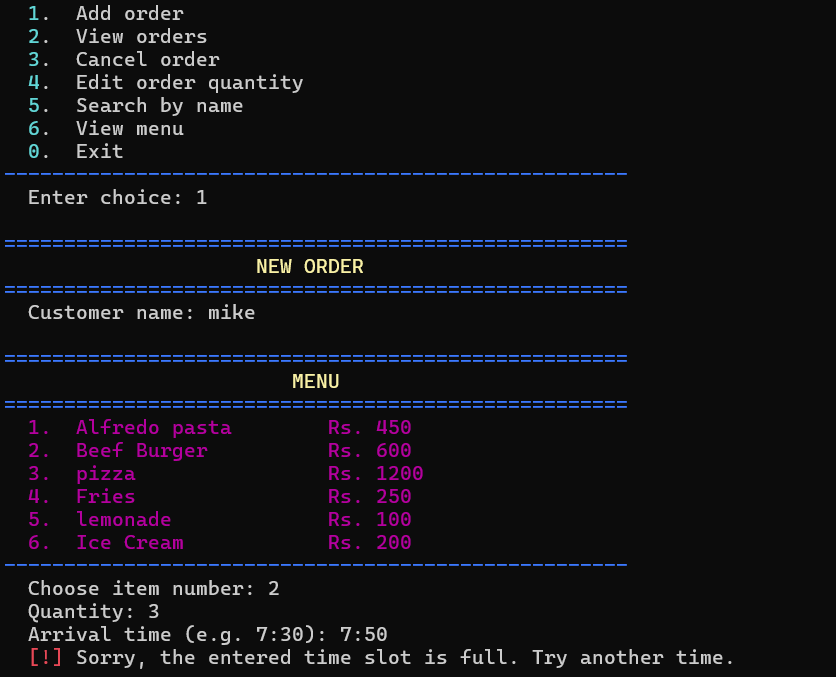 1.  Add order
2.  View orders
3.  Cancel order
4.  Edit order quantity
5.  Search by name
6.  View menu
0.  Exit
----------------------------------------------------
Enter choice: 1
====================================================
NEW ORDER
====================================================
Customer name: mike
====================================================
MENU
====================================================
1.  Alfredo pasta        Rs. 450
2.  Beef Burger          Rs. 600
3.  pizza                Rs. 1200
4.  Fries                Rs. 250
5.  lemonade             Rs. 100
6.  Ice Cream            Rs. 200
----------------------------------------------------
Choose item number: 2
Quantity: 3
Arrival time (e.g. 7:30): 7:50
[!] Sorry, the entered time slot is full. Try another time.